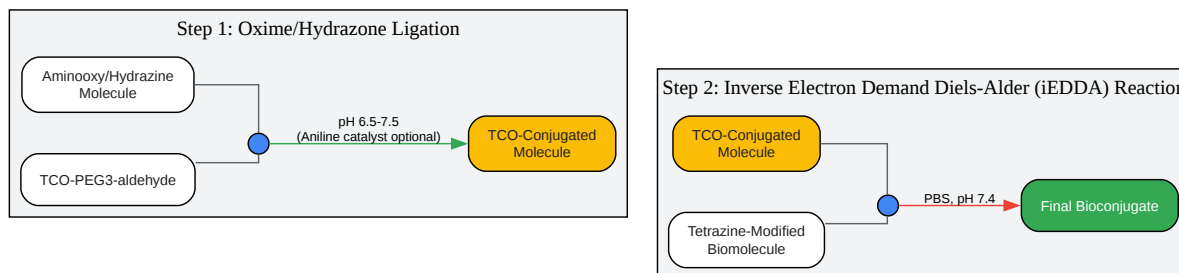 Step 1: Oxime/Hydrazone Ligation
Aminooxy/Hydrazine
Molecule
TCO-PEG3-aldehyde
pH 6.5-7.5
(Aniline catalyst optional)
TCO-Conjugated
Molecule
Step 2: Inverse Electron Demand Diels-Alder (iEDDA) Reaction
TCO-Conjugated
Molecule
Tetrazine-Modified
Biomolecule
PBS, pH 7.4
Final Bioconjugate